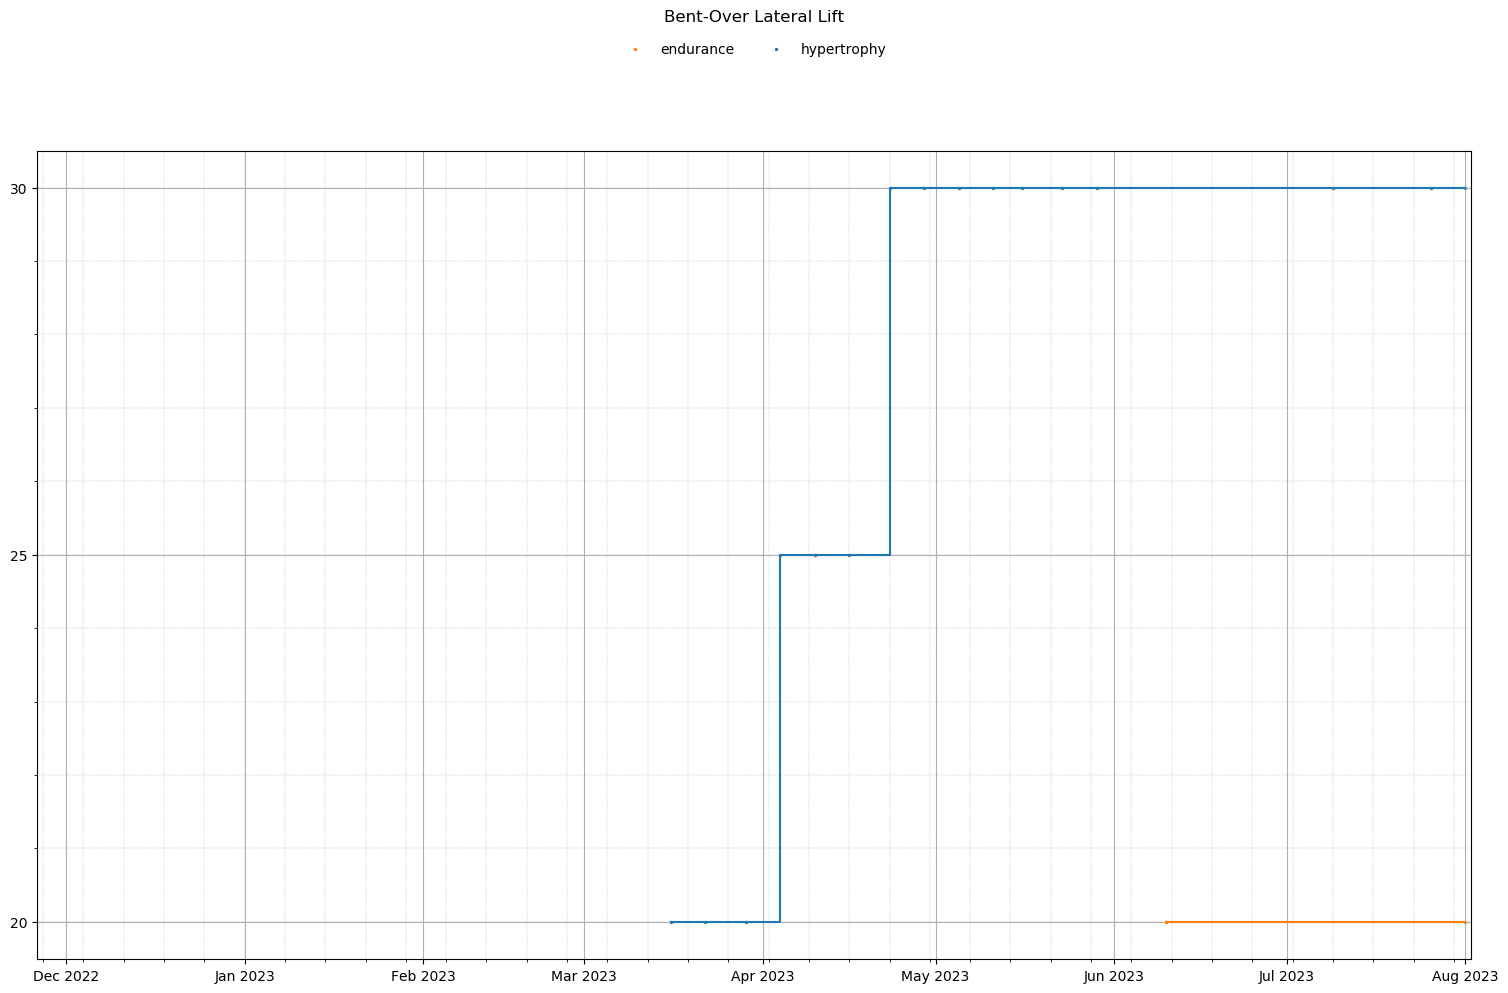 Bent-Over Lateral Lift
endurance hypertrophy
30
25
20
Dec 2022 Jan 2023 Feb 2023 Mar 2023 Apr 2023 May 2023 Jun 2023 Jul 2023 Aug 2023